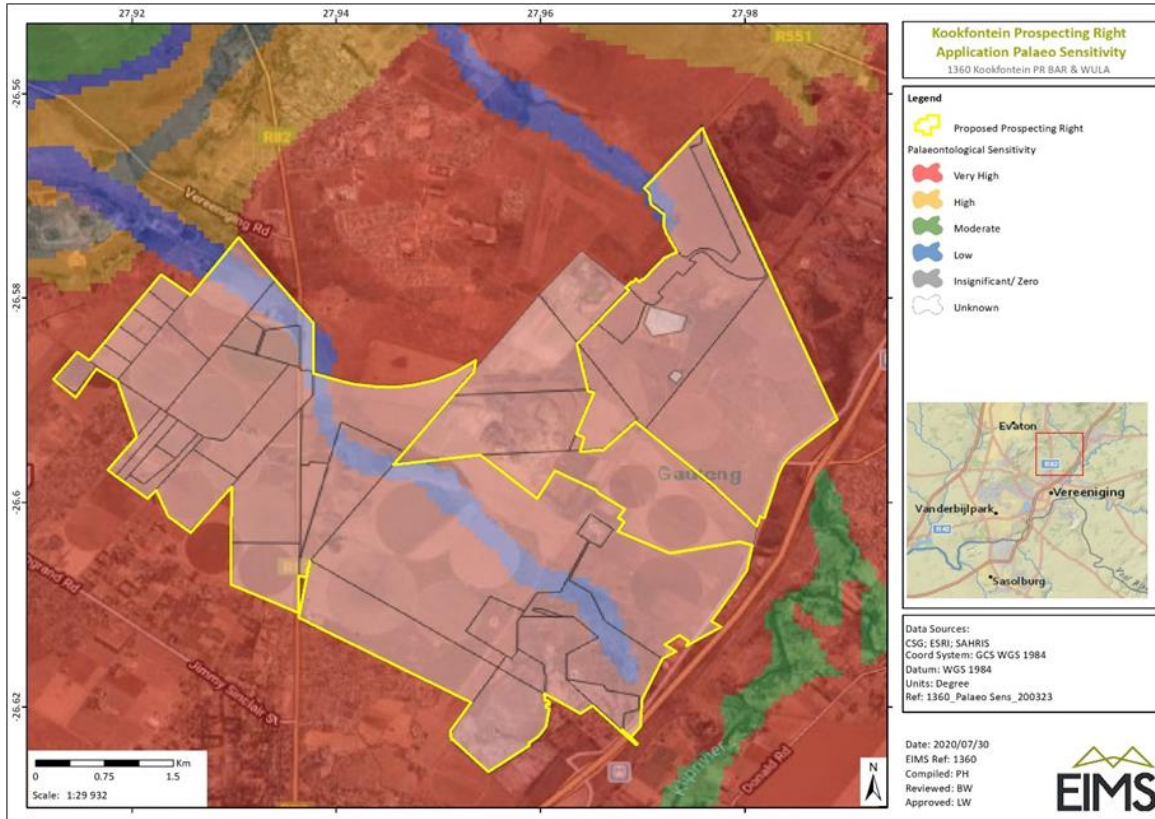 27.92
27.94
27.96
27.98
-26.56
-26.58
-26.6
-26.62
R551
R82
Vereeniging Rd
Gauteng
Jimmy Sinclair St
Kliprivier
Donald Rd
0 0.75 1.5 Km
Scale: 1:29 932
N
Kookfontein Prospecting Right
Application Palaeo Sensitivity
1360 Kookfontein PR BAR & WULA
Legend
Proposed Prospecting Right
Palaeontological Sensitivity
Very High
High
Moderate
Low
Insignificant/ Zero
Unknown
Evaton
Vereeniging
Vanderbijlpark
Sasolburg
Data Sources:
CSG; ESRI; SAHRIS
Coord System: GCS WGS 1984
Datum: WGS 1984
Units: Degree
Ref: 1360_Palaeo Sens_200323
Date: 2020/07/30
EIMS Ref: 1360
Compiled: PH
Reviewed: BW
Approved: LW
EIMS